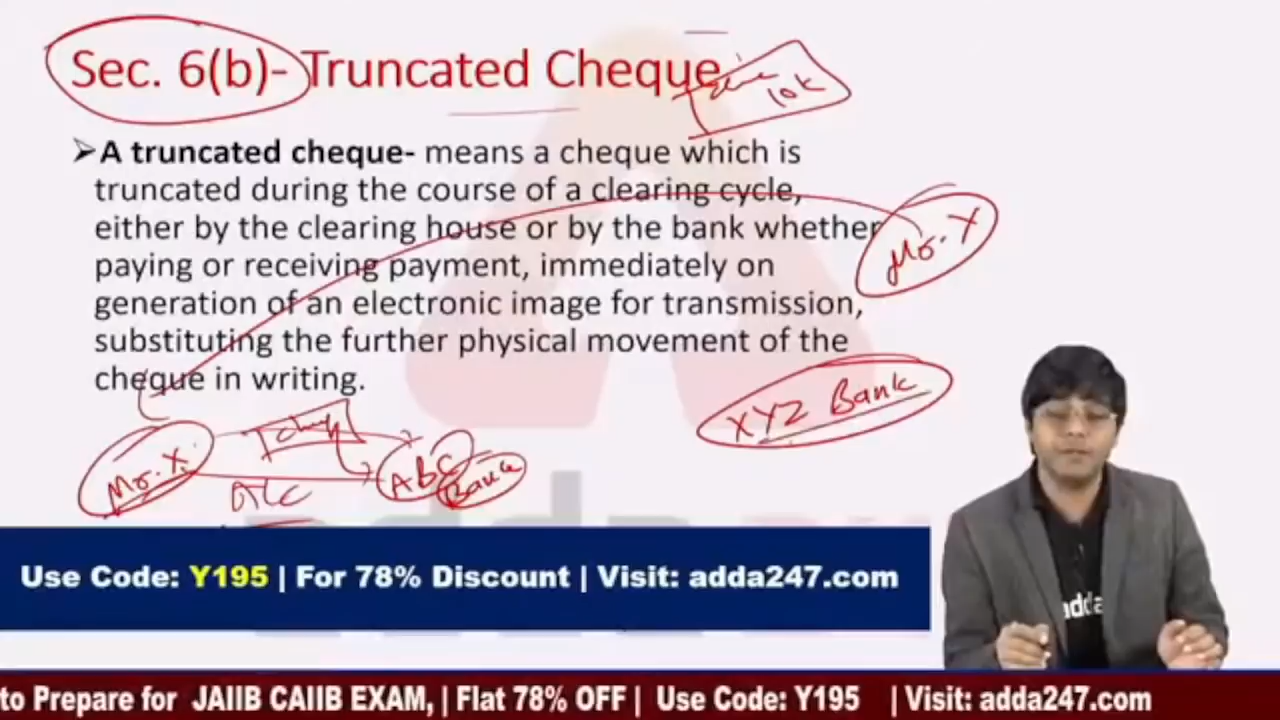 Sec. 6(b)- Truncated Cheque
10k
➢A truncated cheque- means a cheque which is
truncated during the course of a clearing cycle,
either by the clearing house or by the bank whether
paying or receiving payment, immediately on
generation of an electronic image for transmission,
substituting the further physical movement of the
cheque in writing.
Mr. X
XYZ Bank
Mr. X
A/c
ABC Bank
Use Code: Y195 | For 78% Discount | Visit: adda247.com
adda
to Prepare for JAIIB CAIIB EXAM, | Flat 78% OFF | Use Code: Y195 | Visit: adda247.com